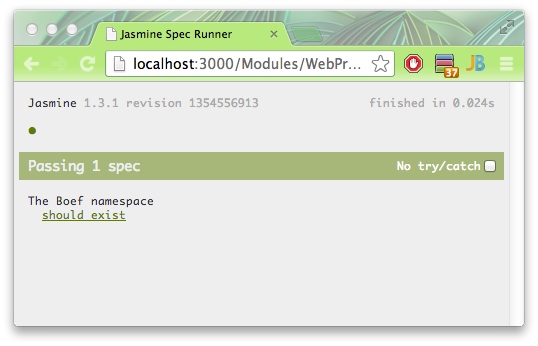 Jasmine Spec Runner
localhost:3000/Modules/WebPr...
37
JB
Jasmine 1.3.1 revision 1354556913
finished in 0.024s
Passing 1 spec
No try/catch
The Boef namespace
should exist